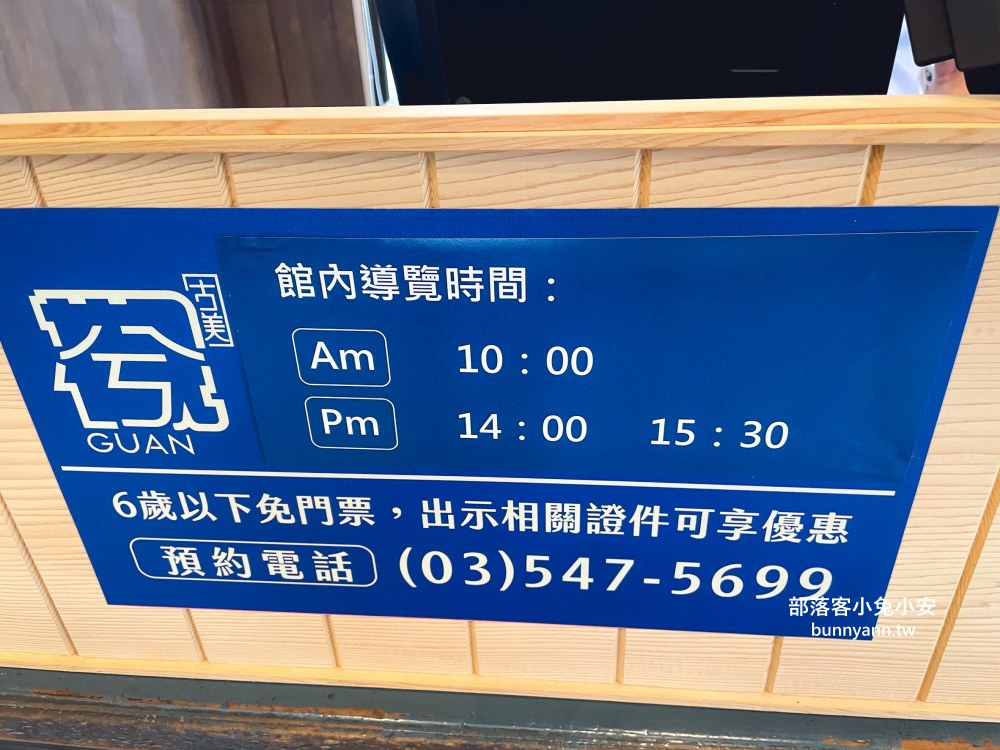 古美
GUAN
館內導覽時間：
Am 10：00
Pm 14：00 15：30
6歲以下免門票，出示相關證件可享優惠
預約電話 (03)547-5699
部落客小兔小安
bunnyann.tw